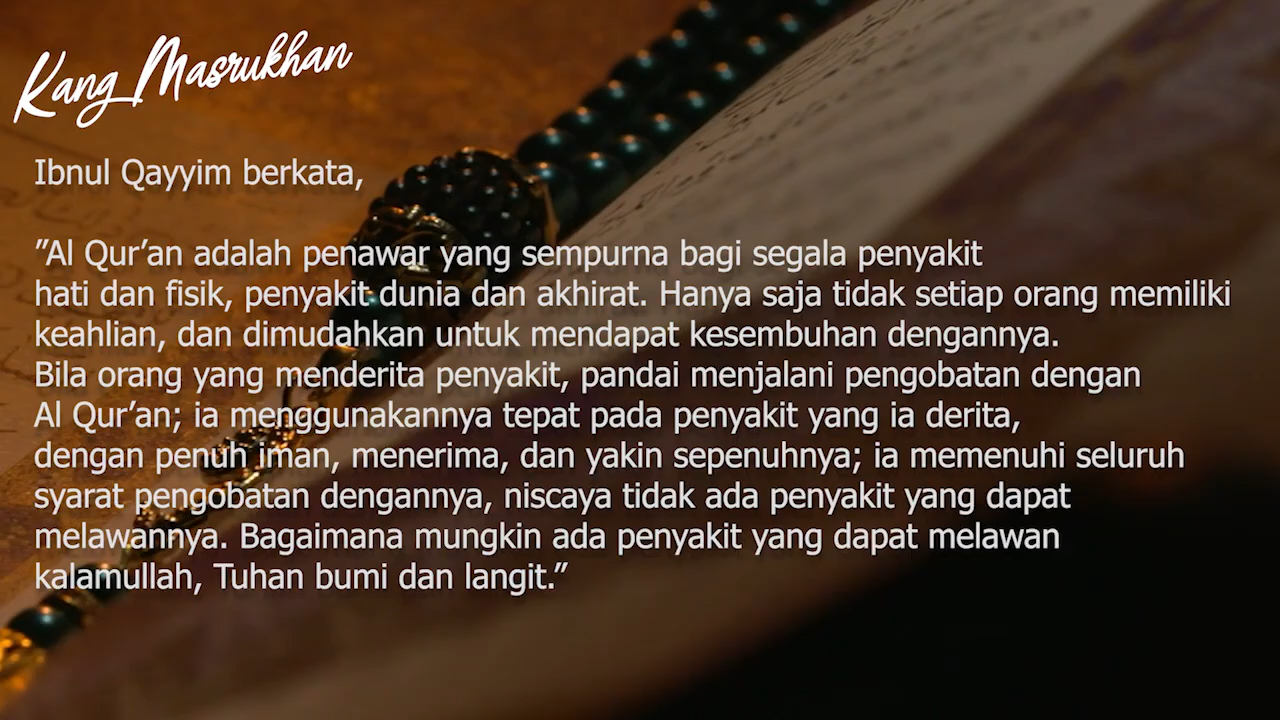 Kang Masrukhan
Ibnul Qayyim berkata,
”Al Qur’an adalah penawar yang sempurna bagi segala penyakit
hati dan fisik, penyakit dunia dan akhirat. Hanya saja tidak setiap orang memiliki
keahlian, dan dimudahkan untuk mendapat kesembuhan dengannya.
Bila orang yang menderita penyakit, pandai menjalani pengobatan dengan
Al Qur’an; ia menggunakannya tepat pada penyakit yang ia derita,
dengan penuh iman, menerima, dan yakin sepenuhnya; ia memenuhi seluruh
syarat pengobatan dengannya, niscaya tidak ada penyakit yang dapat
melawannya. Bagaimana mungkin ada penyakit yang dapat melawan
kalamullah, Tuhan bumi dan langit.”